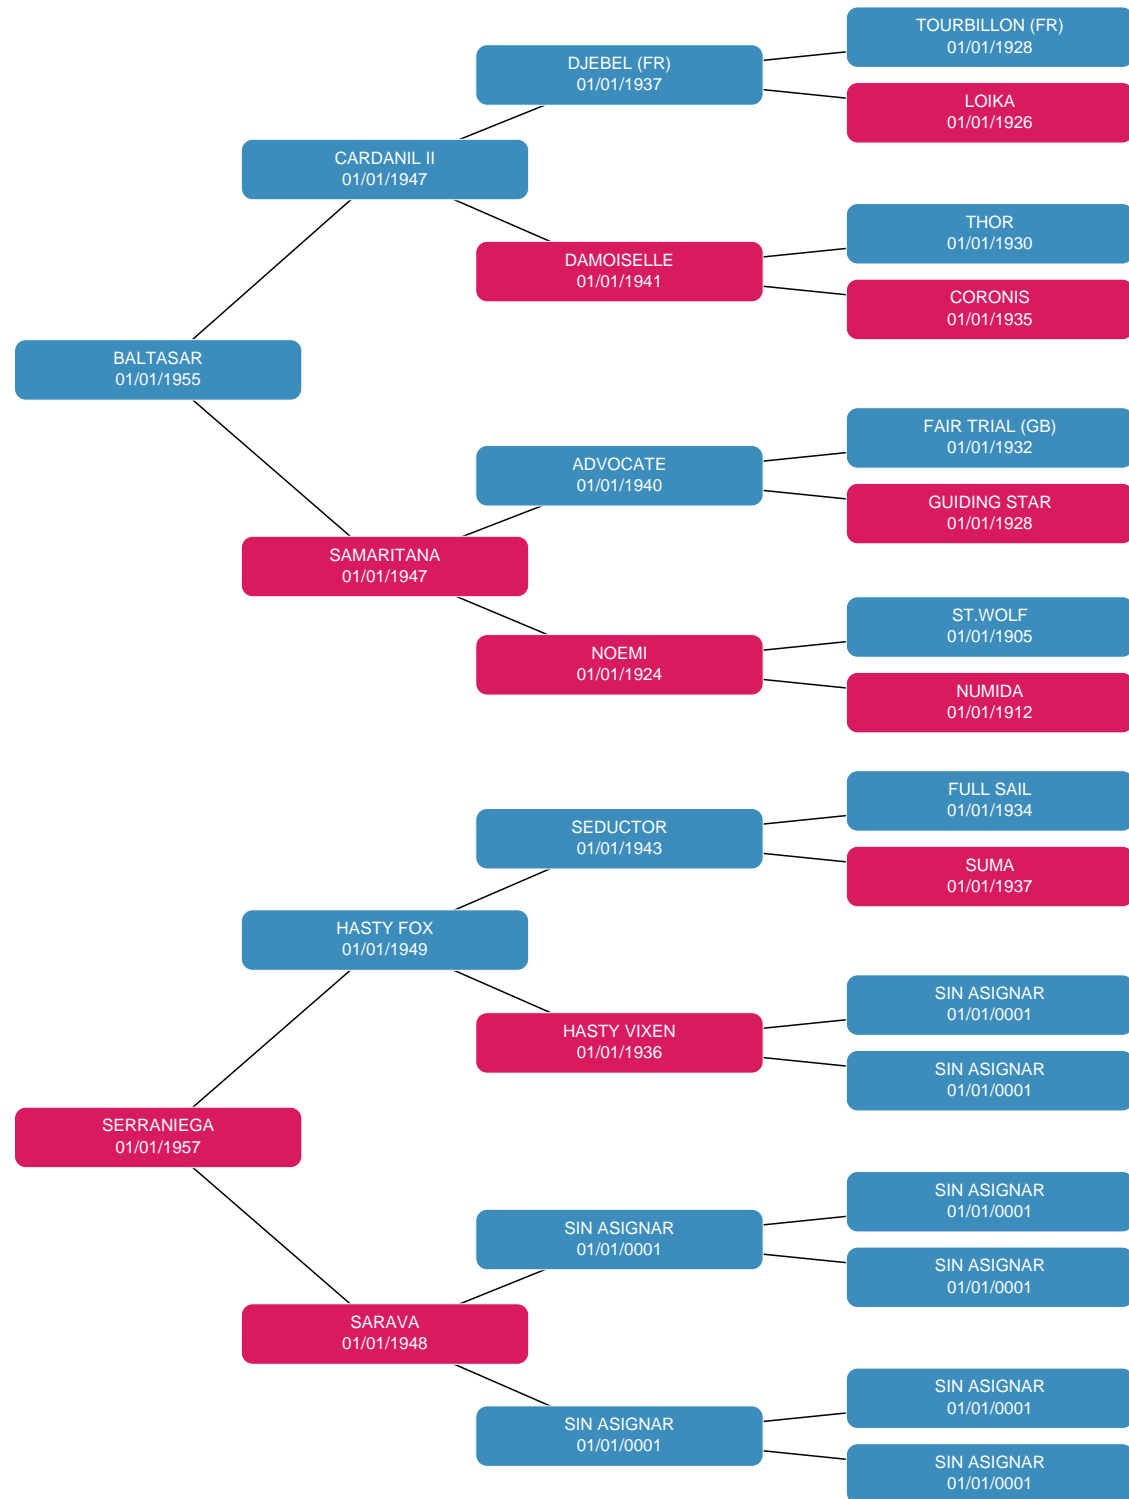 TOURBILLON (FR)
01/01/1928
DJEBEL (FR)
01/01/1937
LOIKA
01/01/1926
CARDANIL II
01/01/1947
THOR
01/01/1930
DAMOISELLE
01/01/1941
CORONIS
01/01/1935
BALTASAR
01/01/1955
FAIR TRIAL (GB)
01/01/1932
ADVOCATE
01/01/1940
GUIDING STAR
01/01/1928
SAMARITANA
01/01/1947
ST.WOLF
01/01/1905
NOEMI
01/01/1924
NUMIDA
01/01/1912
FULL SAIL
01/01/1934
SEDUCTOR
01/01/1943
SUMA
01/01/1937
HASTY FOX
01/01/1949
SIN ASIGNAR
01/01/0001
HASTY VIXEN
01/01/1936
SIN ASIGNAR
01/01/0001
SERRANIEGA
01/01/1957
SIN ASIGNAR
01/01/0001
SIN ASIGNAR
01/01/0001
SIN ASIGNAR
01/01/0001
SARAVA
01/01/1948
SIN ASIGNAR
01/01/0001
SIN ASIGNAR
01/01/0001
SIN ASIGNAR
01/01/0001